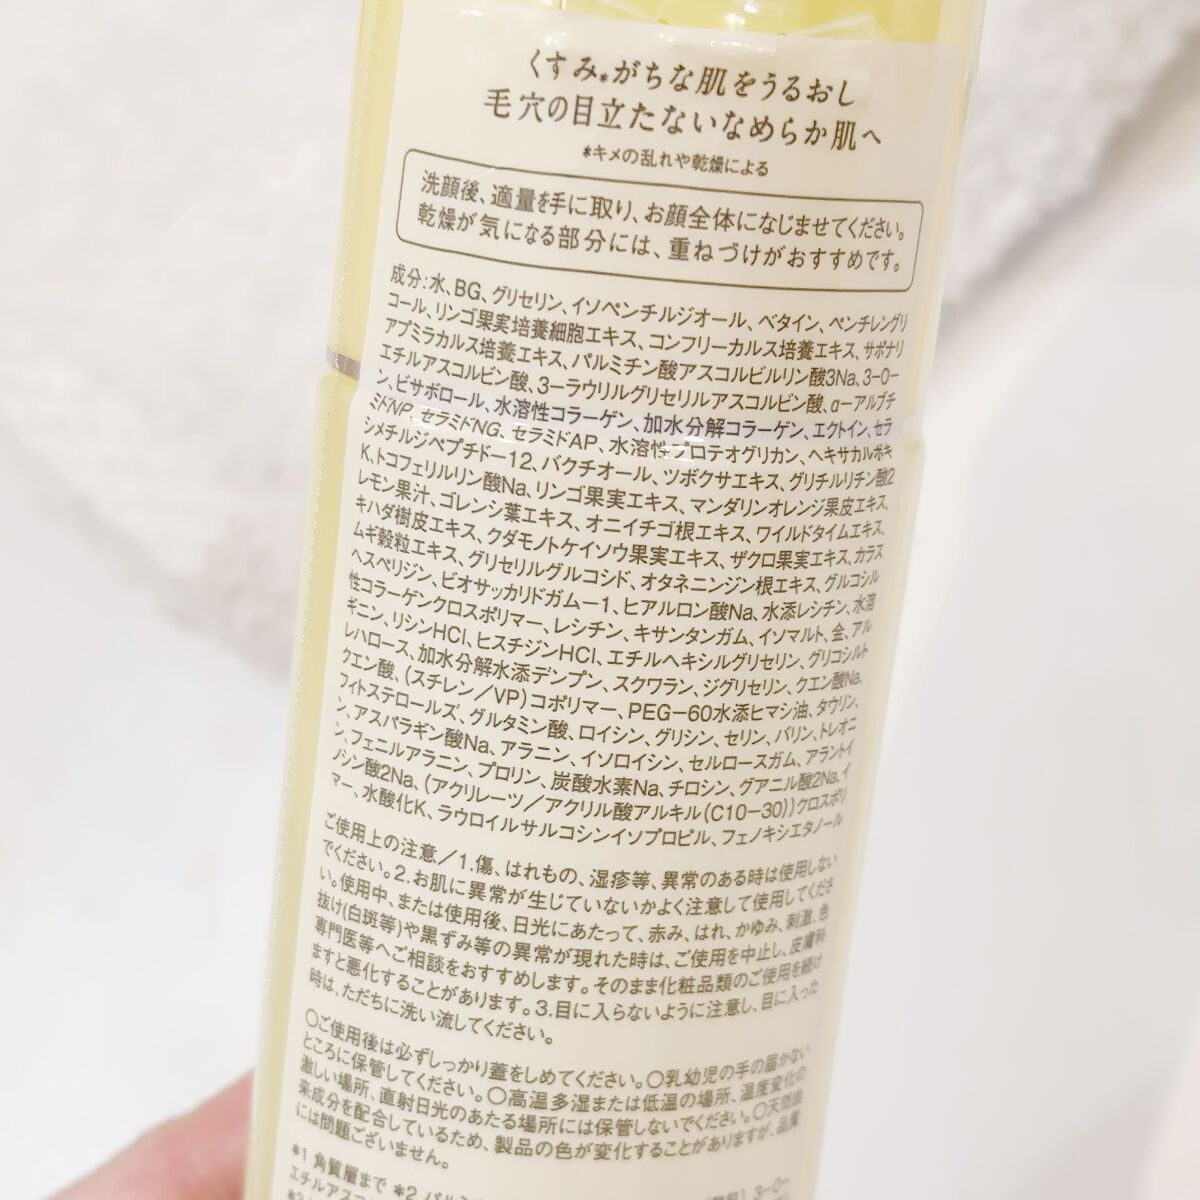 くすみ*がちな肌をうるおし
毛穴の目立たないなめらか肌へ
*キメの乱れや乾燥による
洗顔後、適量を手に取り、お顔全体になじませてください。
乾燥が気になる部分には、重ねづけがおすすめです。
成分:水、BG、グリセリン、イソペンチルジオール、ベタイン、ペンチレングリ
コール、リンゴ果実培養細胞エキス、コンフリーカルス培養エキス、サポナリ
アプミラカルス培養エキス、パルミチン酸アスコルビルリン酸3Na、3-O-
エチルアスコルビン酸、3-ラウリルグリセリルアスコルビン酸、α-アルブチ
ン、ビサボロール、水溶性コラーゲン、加水分解コラーゲン、エクトイン、セラ
ミドNP、セラミドNG、セラミドAP、水溶性プロテオグリカン、ヘキサカルボキ
シメチルジペプチド-12、バクチオール、ツボクサエキス、グリチルリチン酸2
K、トコフェリルリン酸Na、リンゴ果実エキス、マンダリンオレンジ果皮エキス、
レモン果汁、ゴレンシ葉エキス、オニイチゴ根エキス、ワイルドタイムエキス、
キハダ樹皮エキス、クダモノトケイソウ果実エキス、ザクロ果実エキス、カラス
ムギ穀粒エキス、グリセリルグルコシド、オタネニンジン根エキス、グルコシル
ヘスペリジン、ビオサッカリドガム-1、ヒアルロン酸Na、水添レシチン、水溶
性コラーゲンクロスポリマー、レシチン、キサンタンガム、イソマルト、金、アル
ギニン、リシンHCl、ヒスチジンHCl、エチルヘキシルグリセリン、グリコシルト
レハロース、加水分解水添デンプン、スクワラン、ジグリセリン、クエン酸Na、
クエン酸、(スチレン/VP)コポリマー、PEG-60水添ヒマシ油、タウリン、
フィトステロールズ、グルタミン酸、ロイシン、グリシン、セリン、バリン、トレオニ
ン、アスパラギン酸Na、アラニン、イソロイシン、セルロースガム、アラントイ
ン、フェニルアラニン、プロリン、炭酸水素Na、チロシン、グアニル酸2Na、イ
ノシン酸2Na、(アクリレーツ/アクリル酸アルキル(C10-30))クロスポリ
マー、水酸化K、ラウロイルサルコシンイソプロピル、フェノキシエタノール
ご使用上の注意/1.傷、はれもの、湿疹等、異常のある時は使用しない
でください。2.お肌に異常が生じていないかよく注意して使用してくださ
い。使用中、または使用後、日光にあたって、赤み、はれ、かゆみ、刺激、色
抜け(白斑等)や黒ずみ等の異常が現れた時は、ご使用を中止し、皮膚科
専門医等へご相談をおすすめします。そのまま化粧品類のご使用を続け
ますと悪化することがあります。3.目に入らないように注意し、目に入った
時は、ただちに洗い流してください。
〇ご使用後は必ずしっかり蓋をしめてください。〇乳幼児の手の届かない
ところに保管してください。〇高温多湿または低温の場所、温度変化の
激しい場所、直射日光のあたる場所には保管しないでください。〇天然由
来成分を配合しているため、製品の色が変化することがありますが、品質
には問題ございません。
*1 角質層まで *2 パルミ
3-O-
エチルアスコ